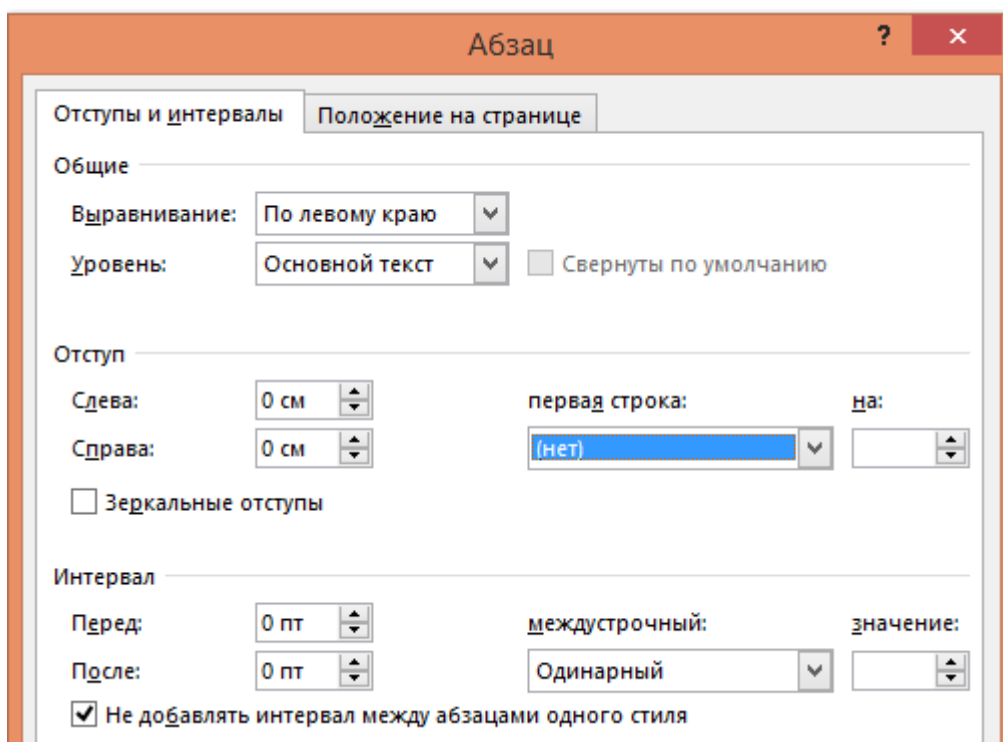 Абзац ? ×
Отступы и интервалы Положение на странице
Общие
Выравнивание: По левому краю
Уровень: Основной текст Свернуты по умолчанию
Отступ
Слева: 0 см первая строка: на:
Справа: 0 см (нет)
Зеркальные отступы
Интервал
Перед: 0 пт междустрочный: значение:
После: 0 пт Одинарный
Не добавлять интервал между абзацами одного стиля